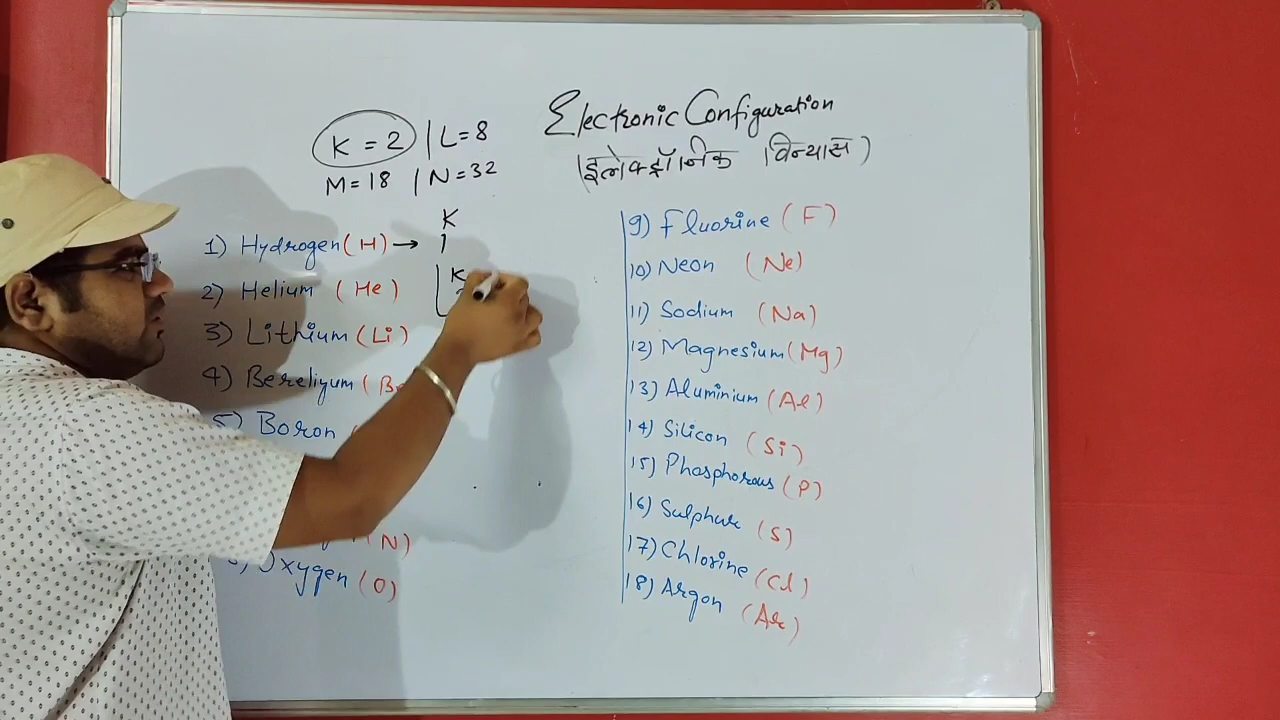 Electronic Configuration
(इलेक्ट्रॉनिक विन्यास)
K = 2 | L = 8
M = 18 | N = 32
K
1) Hydrogen (H) → 1
K
2) Helium (He)
3) Lithium (Li)
4) Bereliyum (Be
5) Boron (
(N)
Oxygen (O)
9) Fluorine (F)
10) Neon (Ne)
11) Sodium (Na)
12) Magnesium (Mg)
13) Aluminium (Al)
14) Silicon (Si)
15) Phosphorous (P)
16) Sulphur (S)
17) Chlorine (Cl)
18) Argon (Ar)